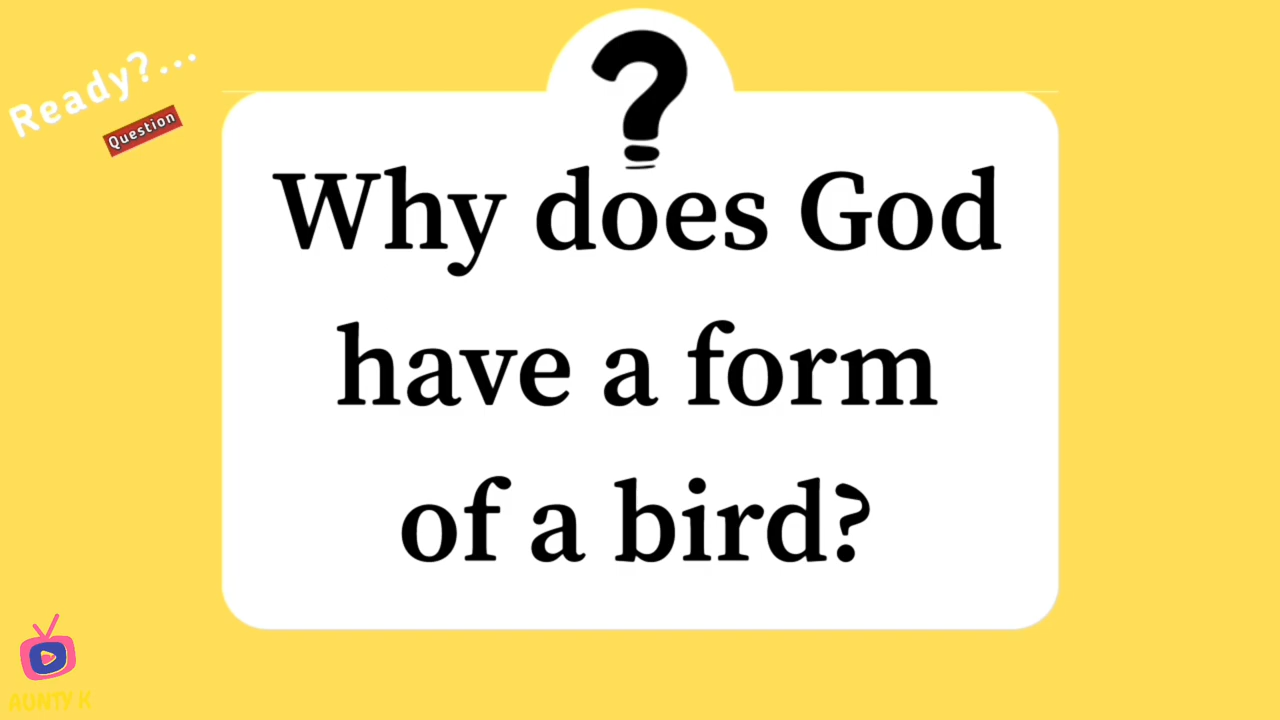 Ready?...
Question
?
Why does God
have a form
of a bird?
AUNTY K